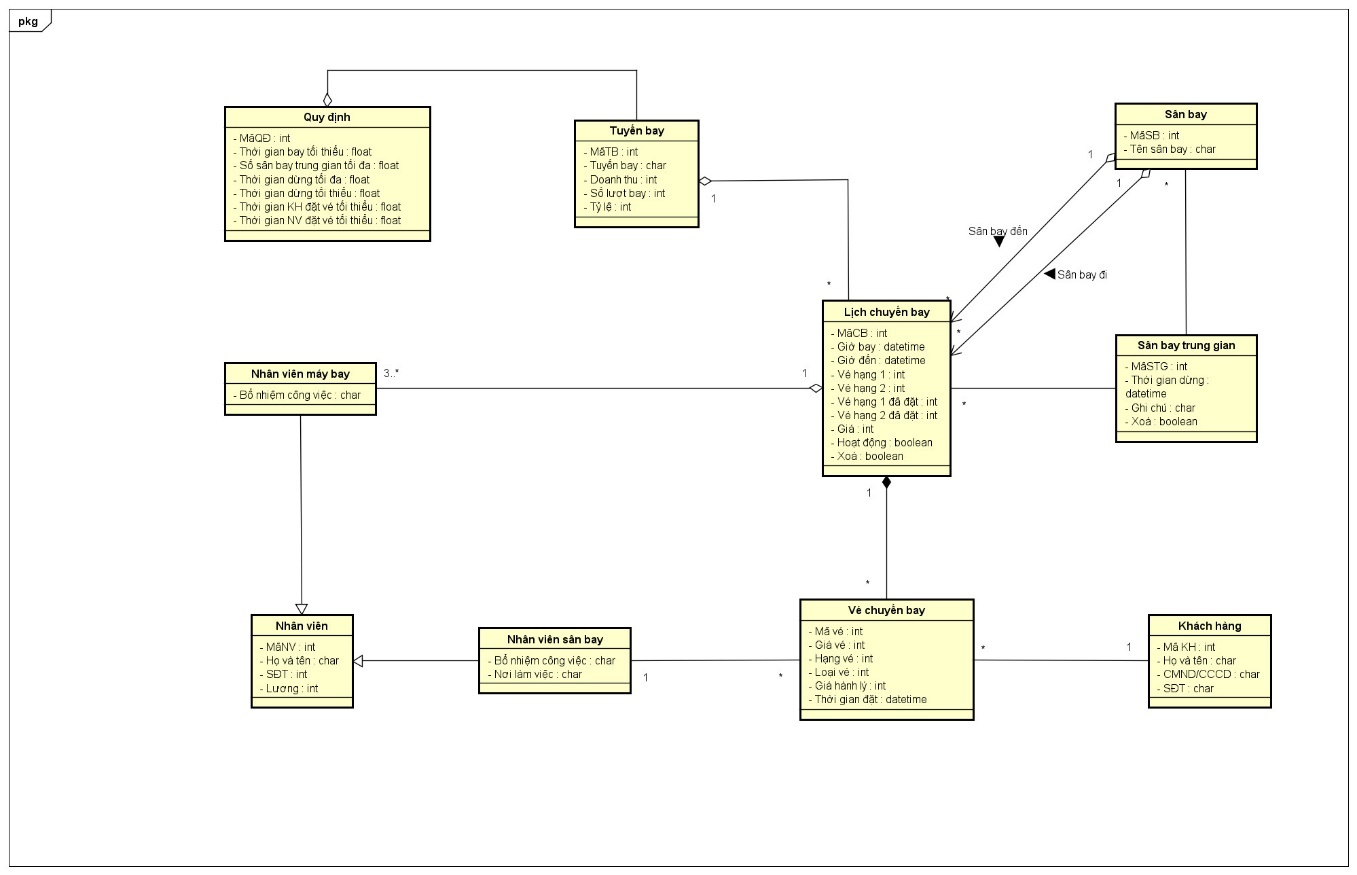 pkg
Quy định
- MãQĐ : int
- Thời gian bay tối thiểu : float
- Số sân bay trung gian tối đa : float
- Thời gian dừng tối đa : float
- Thời gian dừng tối thiểu : float
- Thời gian KH đặt vé tối thiểu : float
- Thời gian NV đặt vé tối thiểu : float
Tuyến bay
- MãTB : int
- Tuyến bay : char
- Doanh thu : int
- Số lượt bay : int
- Tỷ lệ : int
1
*
Sân bay
- MãSB : int
- Tên sân bay : char
1
1
*
Sân bay đến
Sân bay đi
*
*
Lịch chuyến bay
- MãCB : int
- Giờ bay : datetime
- Giờ đến : datetime
- Vé hạng 1 : int
- Vé hạng 2 : int
- Vé hạng 1 đã đặt : int
- Vé hạng 2 đã đặt : int
- Giá : int
- Hoạt động : boolean
- Xoá : boolean
Sân bay trung gian
- MãSTG : int
- Thời gian dừng :
datetime
- Ghi chú : char
- Xoá : boolean
*
Nhân viên máy bay
- Bổ nhiệm công việc : char
3..*
1
1
*
Nhân viên
- MãNV : int
- Họ và tên : char
- SĐT : int
- Lương : int
Nhân viên sân bay
- Bổ nhiệm công việc : char
- Nơi làm việc : char
1
*
Vé chuyến bay
- Mã vé : int
- Giá vé : int
- Hạng vé : int
- Loại vé : int
- Giá hành lý : int
- Thời gian đặt : datetime
*
1
Khách hàng
- Mã KH : int
- Họ và tên : char
- CMND/CCCD : char
- SĐT : char